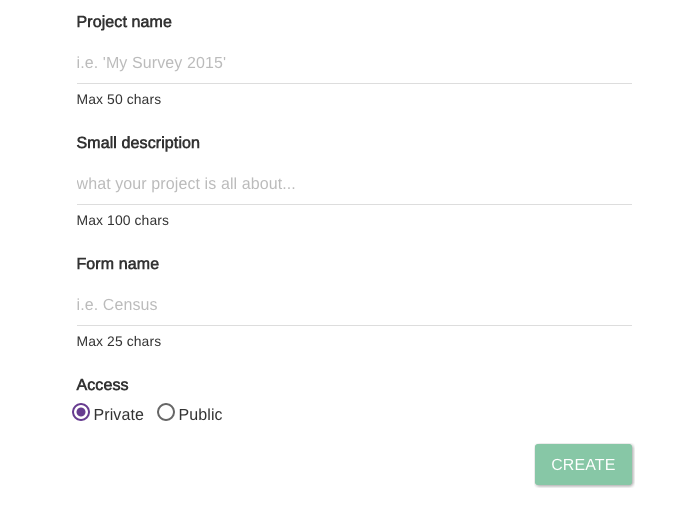 Project name
i.e. 'My Survey 2015'
Max 50 chars
Small description
what your project is all about...
Max 100 chars
Form name
i.e. Census
Max 25 chars
Access
Private Public
CREATE